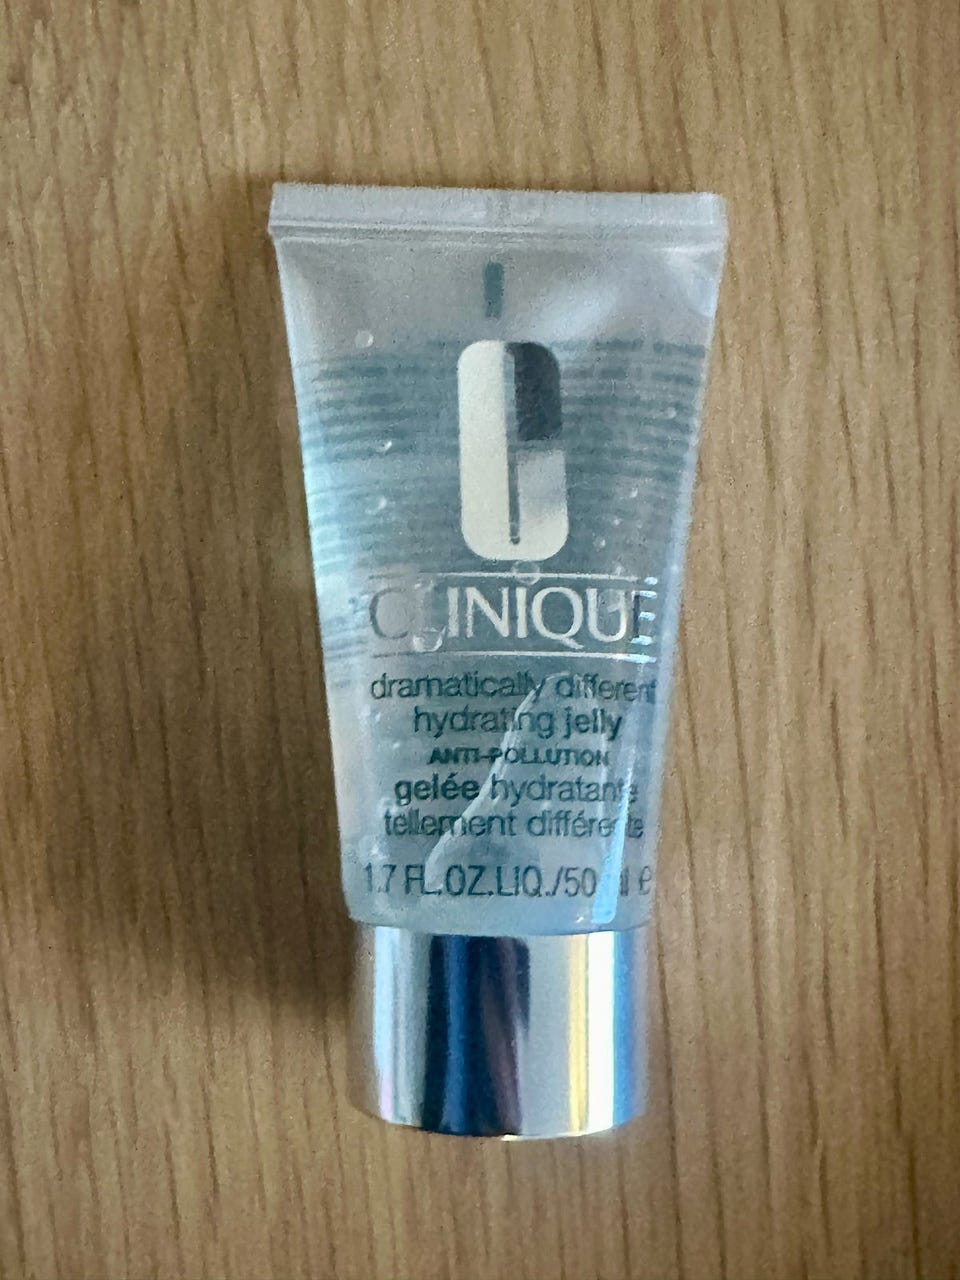 CLINIQUE
dramatically different
hydrating jelly
ANTI-POLLUTION
gelée hydratante
tellement différente
1.7 FL.OZ.LIQ./50 ml e